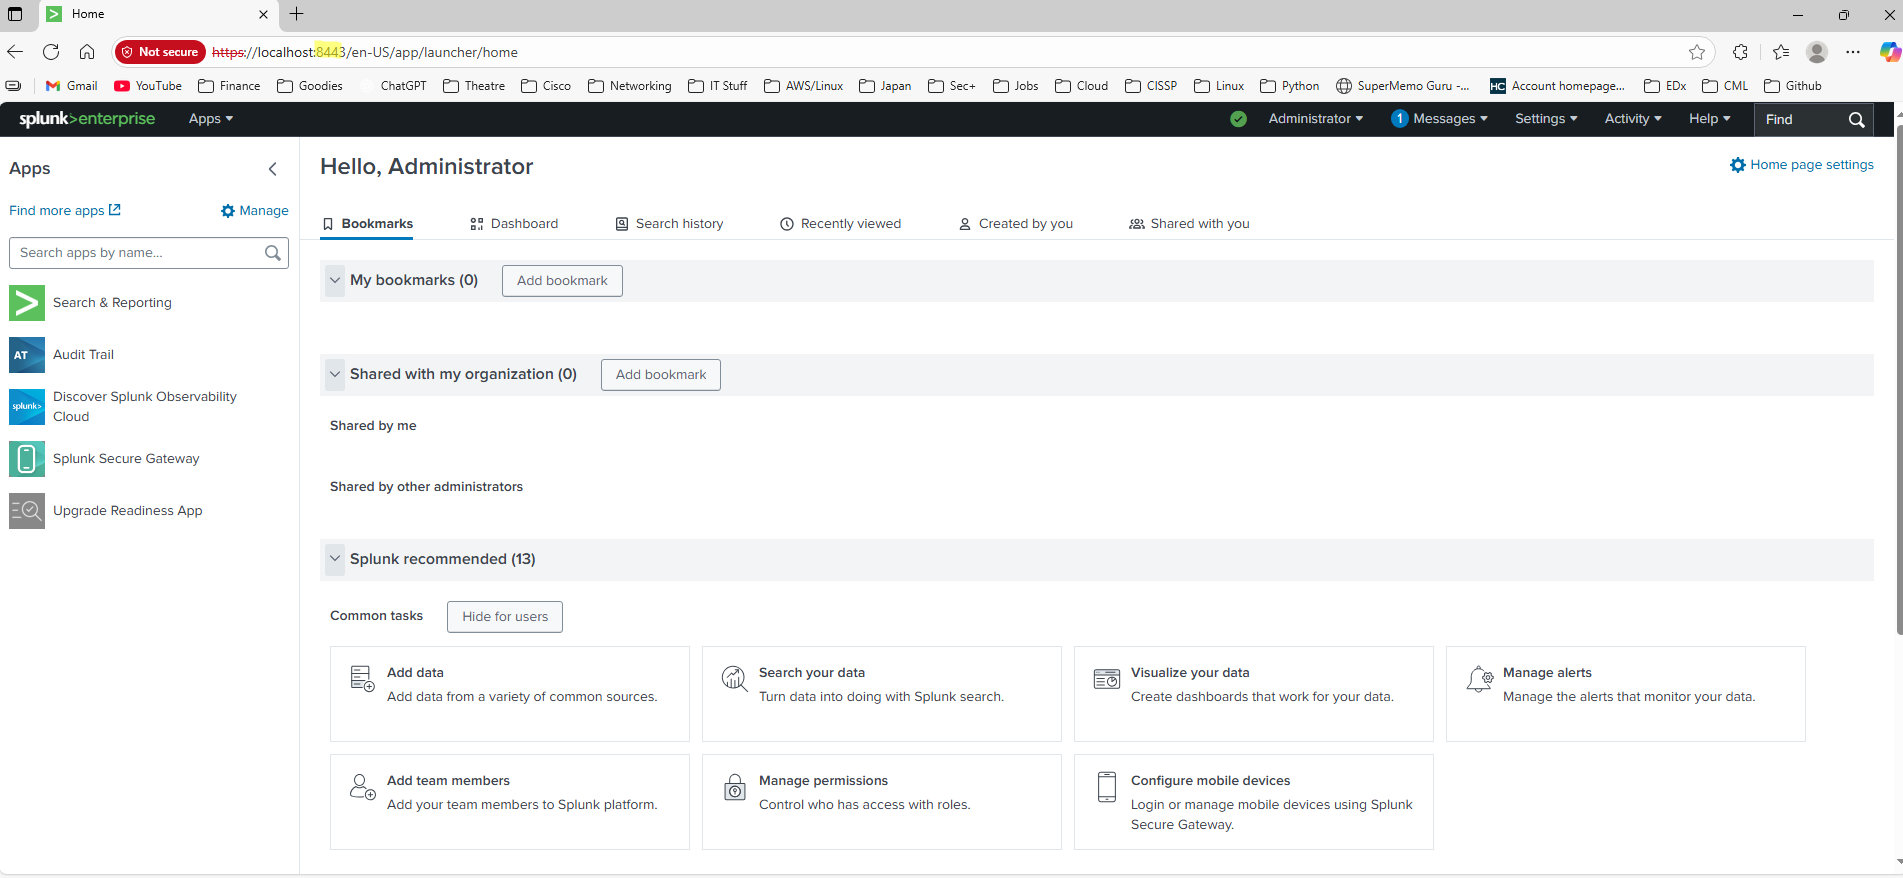 Home
Not secure https://localhost:8443/en-US/app/launcher/home
Gmail YouTube Finance Goodies ChatGPT Theatre Cisco Networking IT Stuff AWS/Linux Japan Sec+ Jobs Cloud CISSP Linux Python SuperMemo Guru -... HC Account homepage... EDx CML Github
splunk>enterprise Apps Administrator 1 Messages Settings Activity Help Find
Apps
Find more apps Manage
Search apps by name...
Search & Reporting
AT Audit Trail
splunk> Discover Splunk Observability
Cloud
Splunk Secure Gateway
Upgrade Readiness App
Hello, Administrator
Home page settings
Bookmarks Dashboard Search history Recently viewed Created by you Shared with you
My bookmarks (0) Add bookmark
Shared with my organization (0) Add bookmark
Shared by me
Shared by other administrators
Splunk recommended (13)
Common tasks Hide for users
Add data
Add data from a variety of common sources.
Search your data
Turn data into doing with Splunk search.
Visualize your data
Create dashboards that work for your data.
Manage alerts
Manage the alerts that monitor your data.
Add team members
Add your team members to Splunk platform.
Manage permissions
Control who has access with roles.
Configure mobile devices
Login or manage mobile devices using Splunk
Secure Gateway.